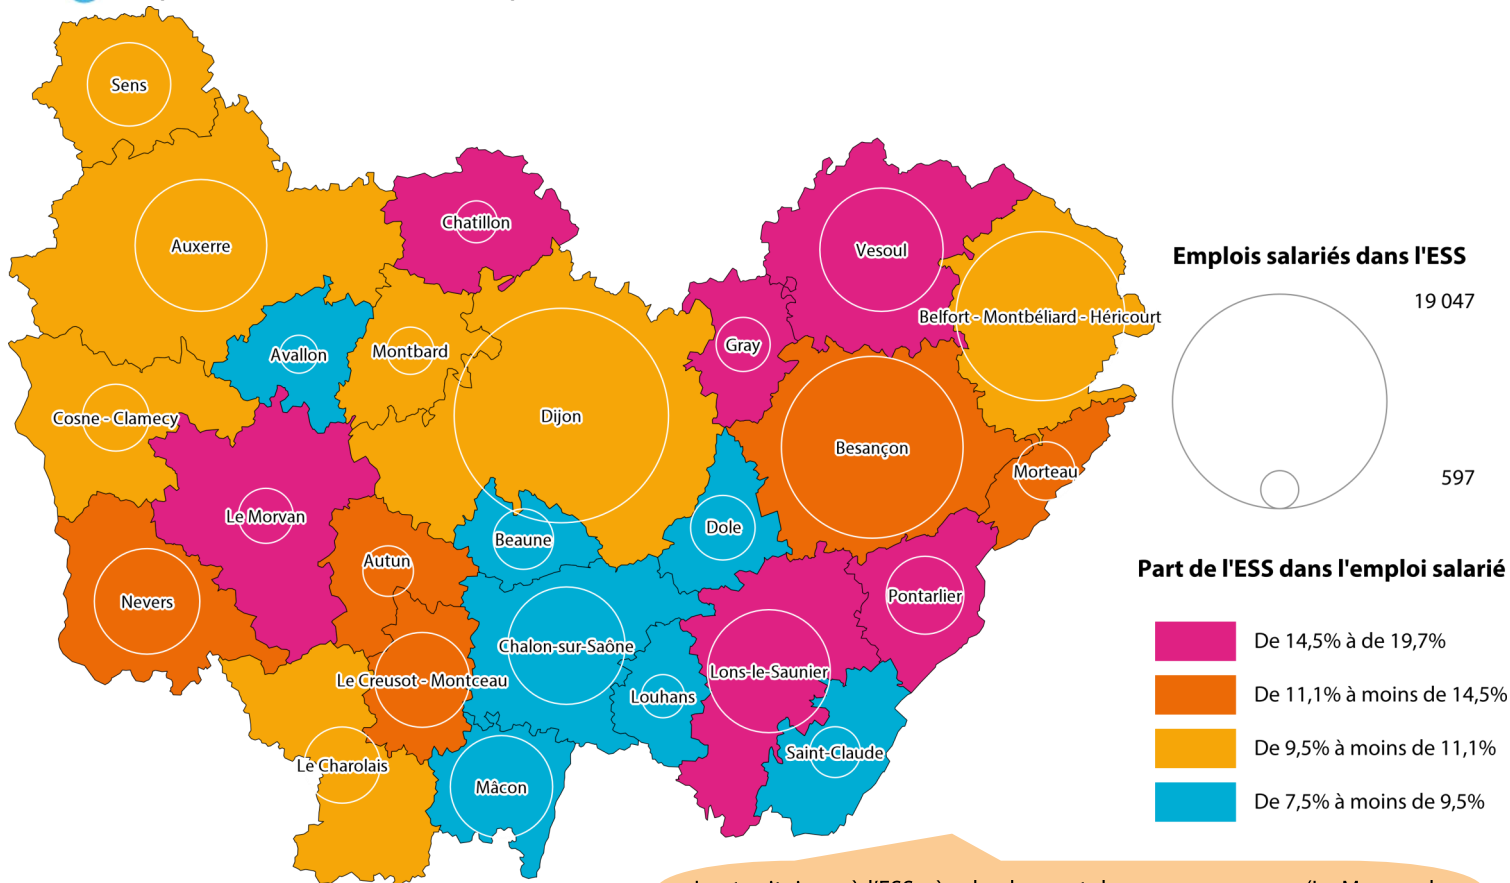 Sens
Auxerre
Chatillon
Vesoul
Belfort - Montbéliard - Héricourt
Avallon
Montbard
Gray
Cosne - Clamecy
Dijon
Besançon
Morteau
Le Morvan
Beaune
Dole
Autun
Nevers
Pontarlier
Chalon-sur-Saône
Le Creusot - Montceau
Louhans
Lons-le-Saunier
Saint-Claude
Le Charolais
Mâcon
Emplois salariés dans l'ESS
19 047
597
Part de l'ESS dans l'emploi salarié
De 14,5% à de 19,7%
De 11,1% à moins de 14,5%
De 9,5% à moins de 11,1%
De 7,5% à moins de 9,5%